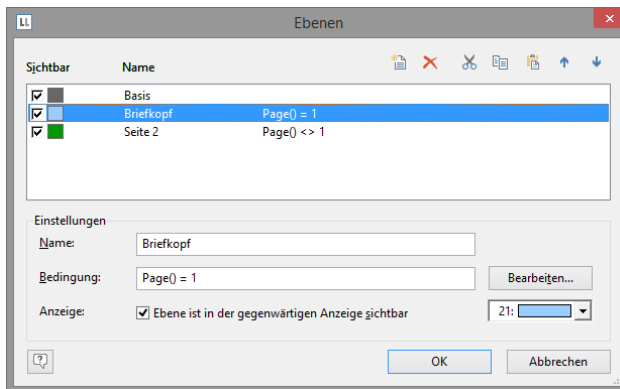 LL Ebenen
Sichtbar Name
Basis
Briefkopf Page() = 1
Seite 2 Page() <> 1
Einstellungen
Name: Briefkopf
Bedingung: Page() = 1 Bearbeiten...
Anzeige: Ebene ist in der gegenwärtigen Anzeige sichtbar 21:
? OK Abbrechen